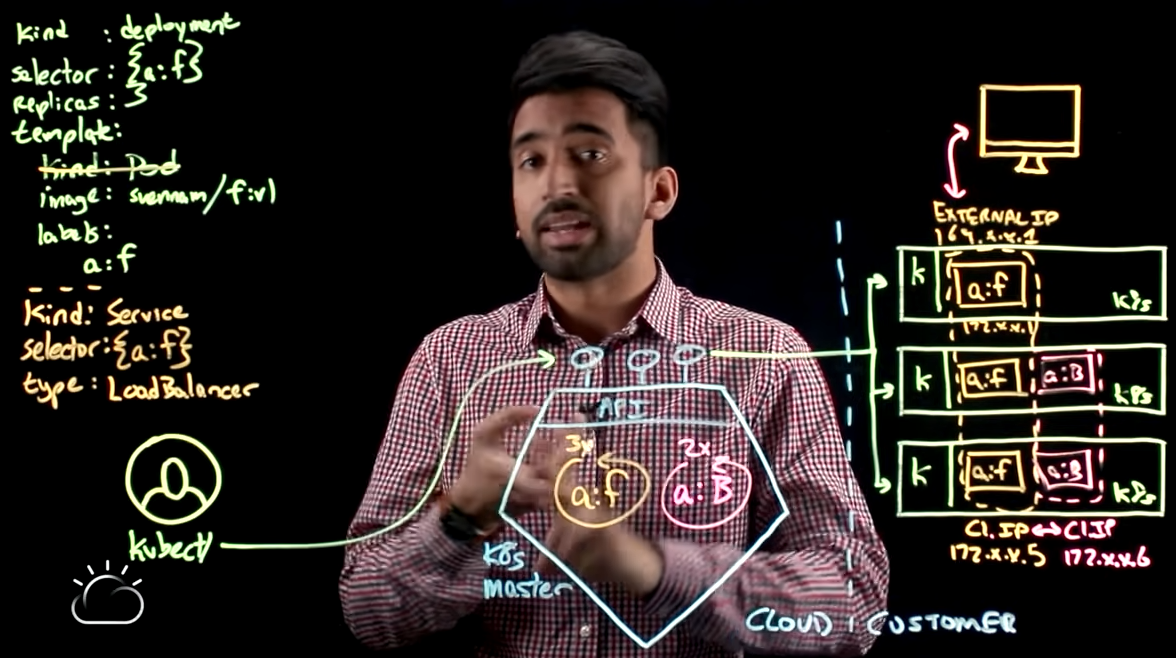 kind : deployment
selector : {a:f}
replicas : 3
template:
kind: Pod
image: svennam/f:v1
labels:
a:f
---
kind: Service
selector:{a:f}
type: LoadBalancer
kubectl
API
3x
a:f
2x
a:B
K8s
master
CLOUD
CUSTOMER
EXTERNAL IP
169.x.x.1
k
a:f
k8s
172.x.x.1
k
a:f
a:B
k8s
k
a:f
a:B
k8s
CL.IP↔CLIP
172.x.x.5
172.x.x.6